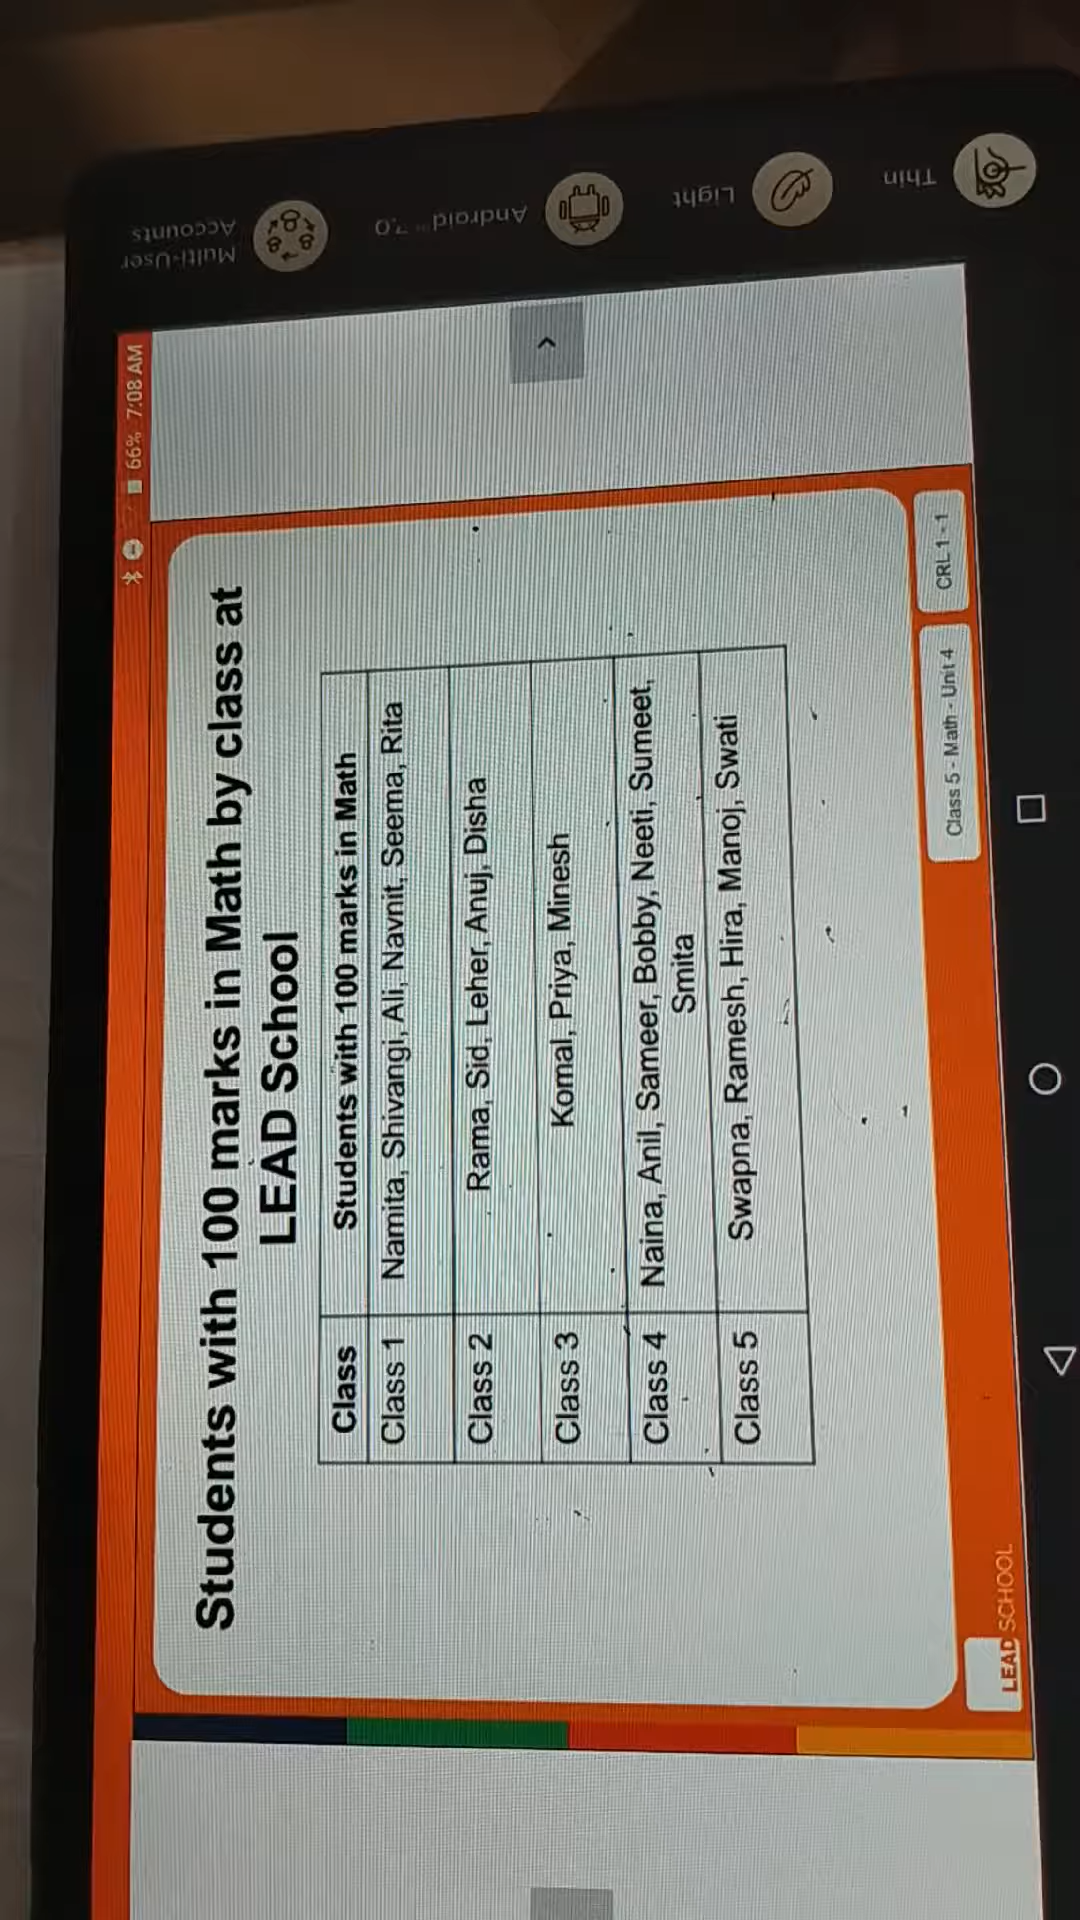 Thin
Light
Android™ 7.0
Multi-User
Accounts
66% 7:08 AM
Students with 100 marks in Math by class at
LEAD School
Class Students with 100 marks in Math
Class 1 Namita, Shivangi, Ali, Navnit, Seema, Rita
Class 2 Rama, Sid, Leher, Anuj, Disha
Class 3 Komal, Priya, Minesh
Class 4 Naina, Anil, Sameer, Bobby, Neeti, Sumeet,
Smita
Class 5 Swapna, Ramesh, Hira, Manoj, Swati
LEAD SCHOOL
Class 5 - Math - Unit 4
CRL 1 - 1